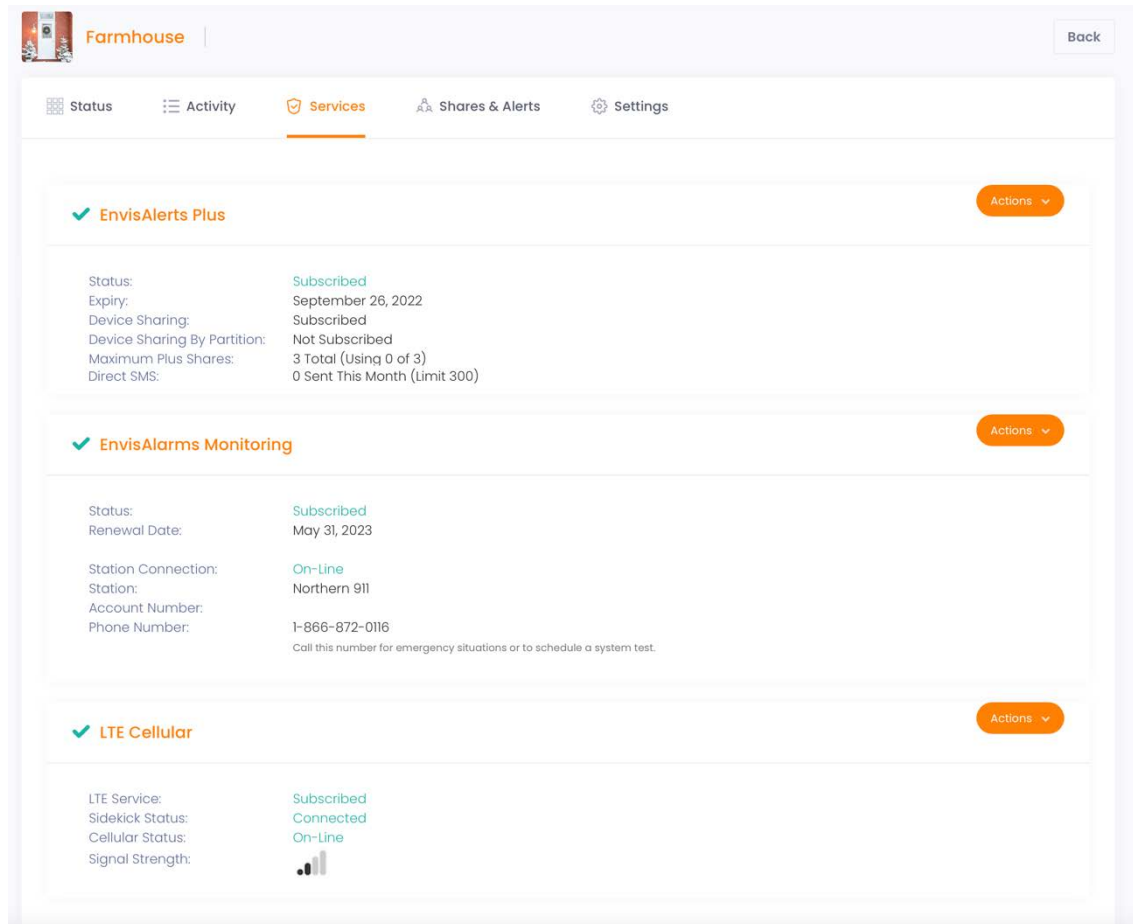 Farmhouse
Back
Status Activity Services Shares & Alerts Settings
EnvisAlerts Plus
Actions
Status: Subscribed
Expiry: September 26, 2022
Device Sharing: Subscribed
Device Sharing By Partition: Not Subscribed
Maximum Plus Shares: 3 Total (Using 0 of 3)
Direct SMS: 0 Sent This Month (Limit 300)
EnvisAlarms Monitoring
Actions
Status: Subscribed
Renewal Date: May 31, 2023
Station Connection: On-Line
Station: Northern 911
Account Number:
Phone Number: 1-866-872-0116
Call this number for emergency situations or to schedule a system test.
LTE Cellular
Actions
LTE Service: Subscribed
Sidekick Status: Connected
Cellular Status: On-Line
Signal Strength: